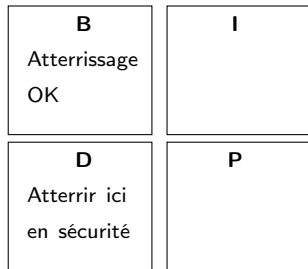 B
Atterrissage
OK
I
D
Atterrir ici
en sécurité
P